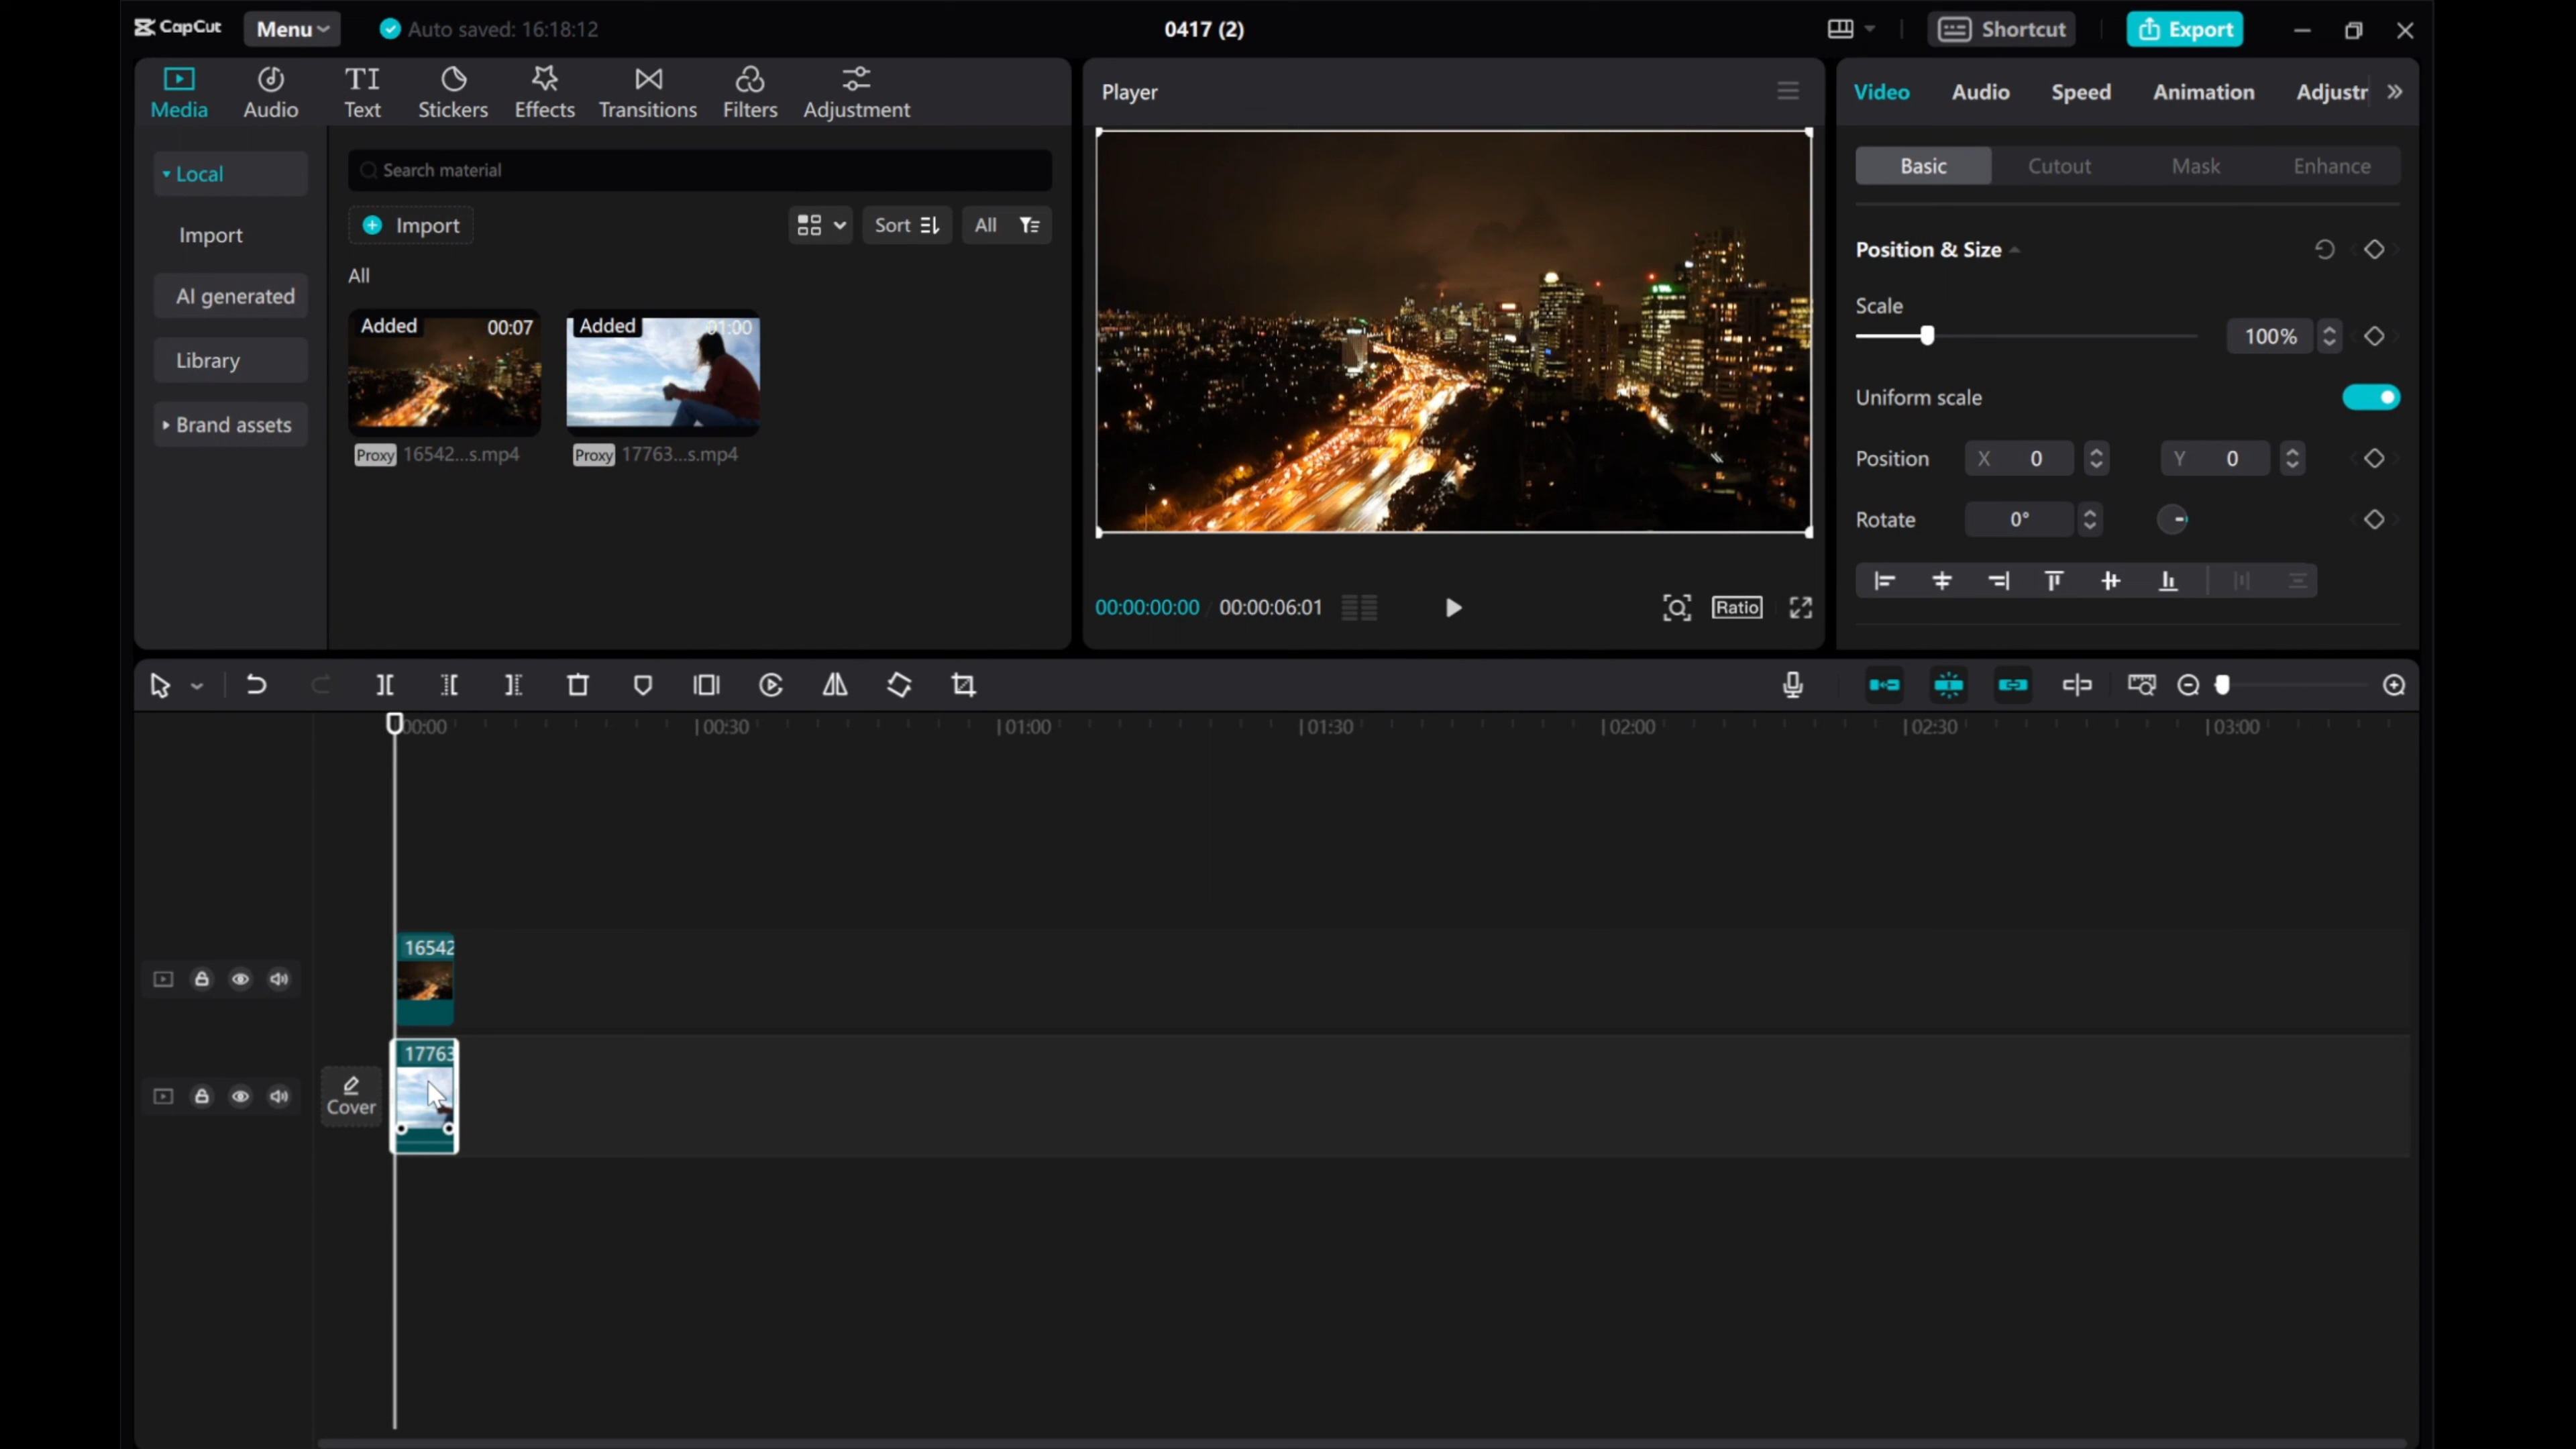 CapCut Menu Auto saved: 16:18:12 0417 (2) Shortcut Export
Media Audio TI Text Stickers Effects Transitions Filters Adjustment
Local
Import
AI generated
Library
Brand assets
Search material
Import Sort All
All
Added 00:07 Added 01:00
Proxy 16542...s.mp4 Proxy 17763...s.mp4
Player
00:00:00:00 / 00:00:06:01 Ratio
Video Audio Speed Animation Adjustr
Basic Cutout Mask Enhance
Position & Size
Scale
100%
Uniform scale
Position X 0 Y 0
Rotate 0°
00:00 00:30 01:00 01:30 02:00 02:30 03:00
16542
17763
Cover